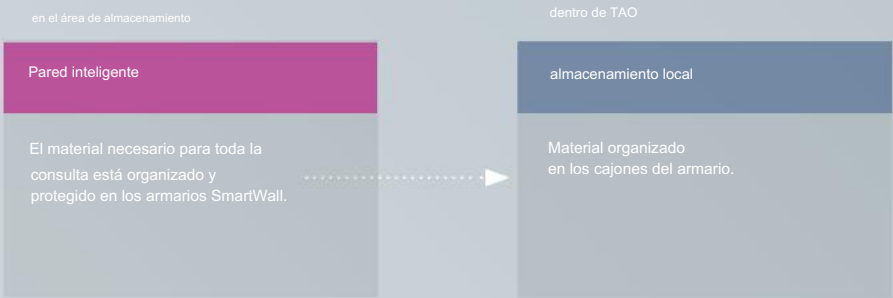 en el área de almacenamiento
Pared inteligente
El material necesario para toda la
consulta está organizado y
protegido en los armarios SmartWall.
dentro de TAO
almacenamiento local
Material organizado
en los cajones del armario.